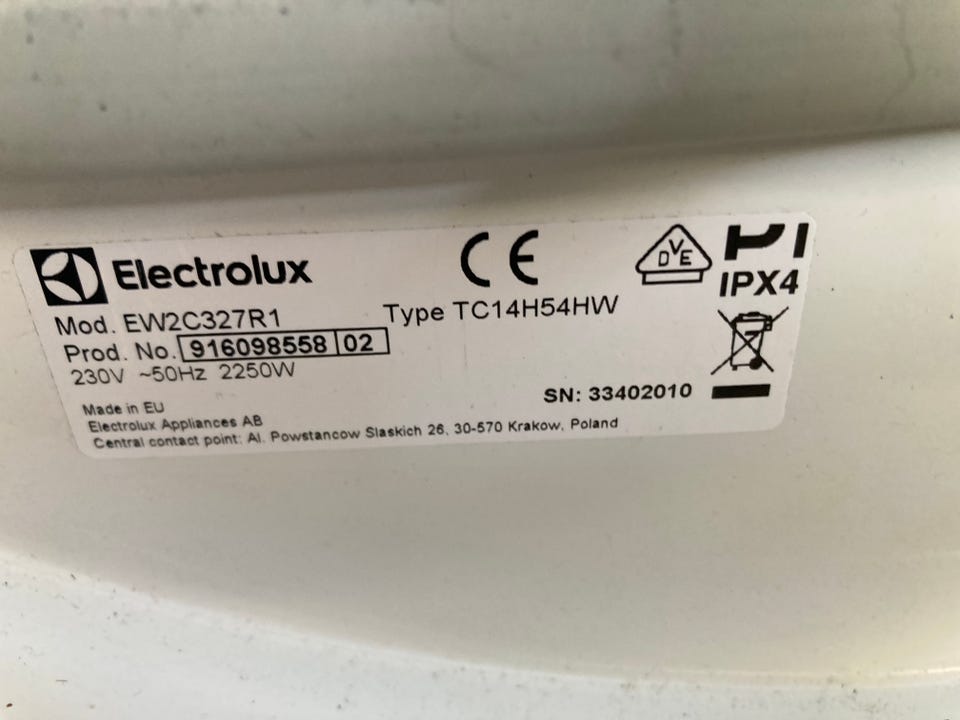 Electrolux
CE
VDE
IPX4
Mod. EW2C327R1
Type TC14H54HW
Prod. No. 916098558 02
230V ~50Hz 2250W
SN: 33402010
Made in EU
Electrolux Appliances AB
Central contact point: Al. Powstancow Slaskich 26, 30-570 Krakow, Poland